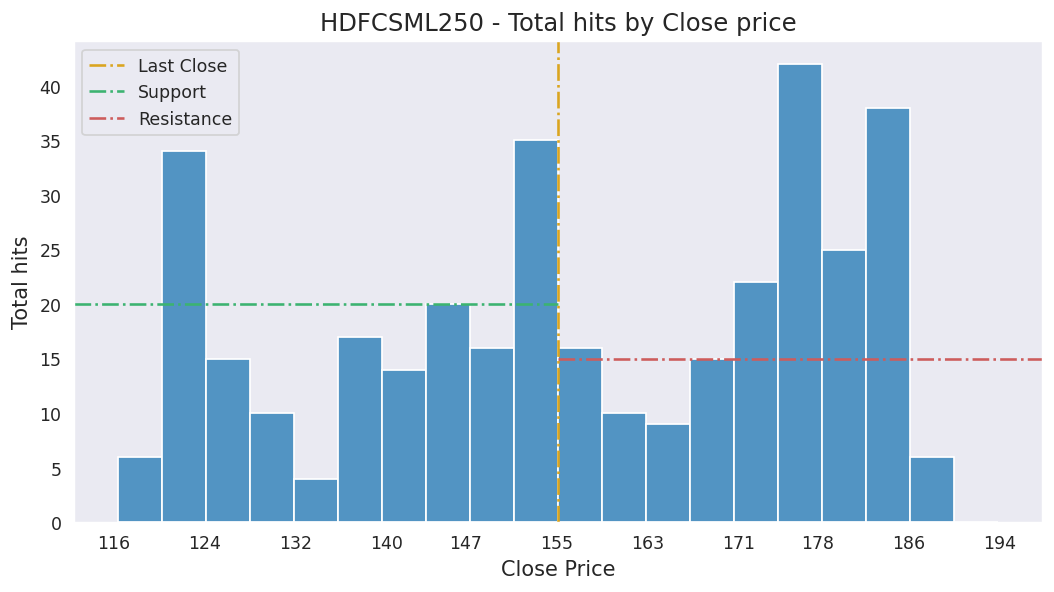 HDFCSML250 - Total hits by Close price
Last Close
Support
Resistance
Total hits
40
35
30
25
20
15
10
5
0
116 124 132 140 147 155 163 171 178 186 194
Close Price